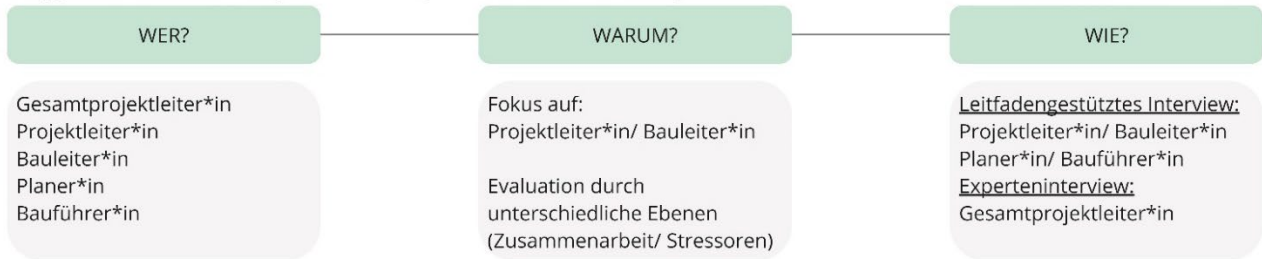 WER?
Gesamtprojektleiter*in
Projektleiter*in
Bauleiter*in
Planer*in
Bauführer*in
WARUM?
Fokus auf:
Projektleiter*in/ Bauleiter*in
Evaluation durch
unterschiedliche Ebenen
(Zusammenarbeit/ Stressoren)
WIE?
Leitfadengestütztes Interview:
Projektleiter*in/ Bauleiter*in
Planer*in/ Bauführer*in
Experteninterview:
Gesamtprojektleiter*in